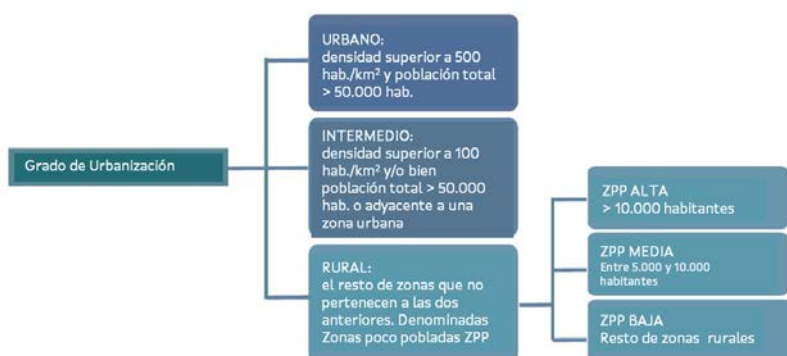 Grado de Urbanización
URBANO:
densidad superior a 500
hab./km² y población total
> 50.000 hab.
INTERMEDIO:
densidad superior a 100
hab./km² y/o bien
población total > 50.000
hab. o adyacente a una
zona urbana
RURAL:
el resto de zonas que no
pertenecen a las dos
anteriores. Denominadas
Zonas poco pobladas ZPP
ZPP ALTA
> 10.000 habitantes
ZPP MEDIA
Entre 5.000 y 10.000
habitantes
ZPP BAJA
Resto de zonas rurales